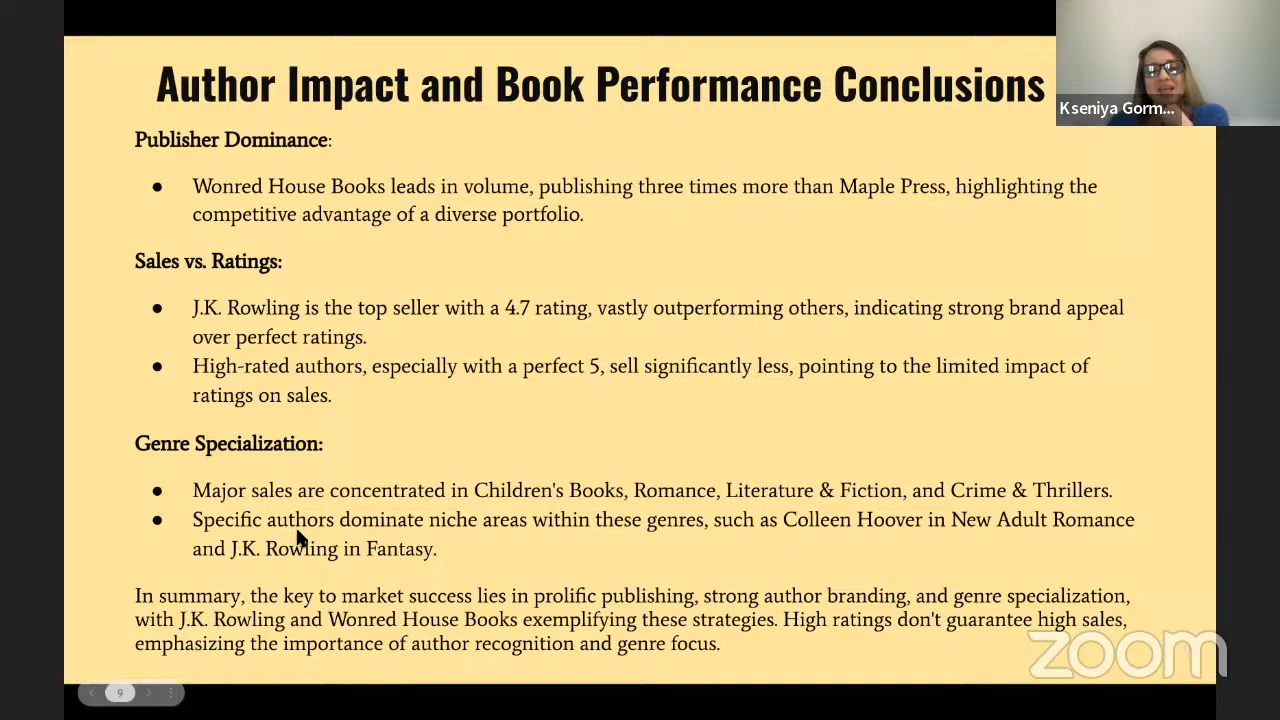 Author Impact and Book Performance Conclusions
Kseniya Gorm...
Publisher Dominance:
● Wonred House Books leads in volume, publishing three times more than Maple Press, highlighting the
competitive advantage of a diverse portfolio.
Sales vs. Ratings:
● J.K. Rowling is the top seller with a 4.7 rating, vastly outperforming others, indicating strong brand appeal
over perfect ratings.
● High-rated authors, especially with a perfect 5, sell significantly less, pointing to the limited impact of
ratings on sales.
Genre Specialization:
● Major sales are concentrated in Children's Books, Romance, Literature & Fiction, and Crime & Thrillers.
● Specific authors dominate niche areas within these genres, such as Colleen Hoover in New Adult Romance
and J.K. Rowling in Fantasy.
In summary, the key to market success lies in prolific publishing, strong author branding, and genre specialization,
with J.K. Rowling and Wonred House Books exemplifying these strategies. High ratings don't guarantee high sales,
emphasizing the importance of author recognition and genre focus.
zoom
9